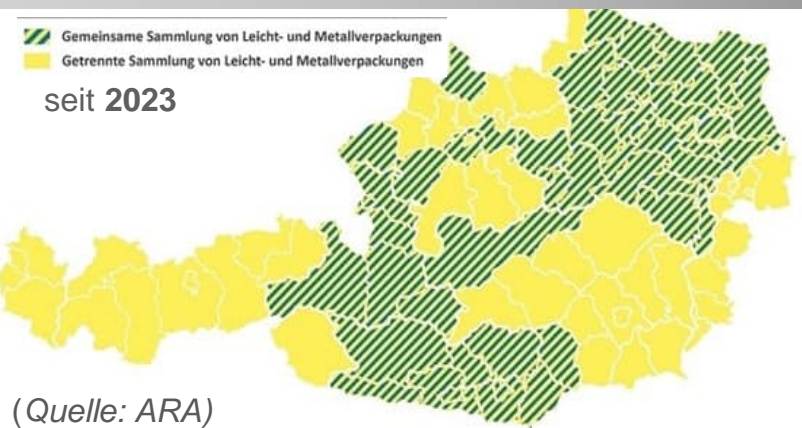 Gemeinsame Sammlung von Leicht- und Metallverpackungen
Getrennte Sammlung von Leicht- und Metallverpackungen
seit 2023
(Quelle: ARA)